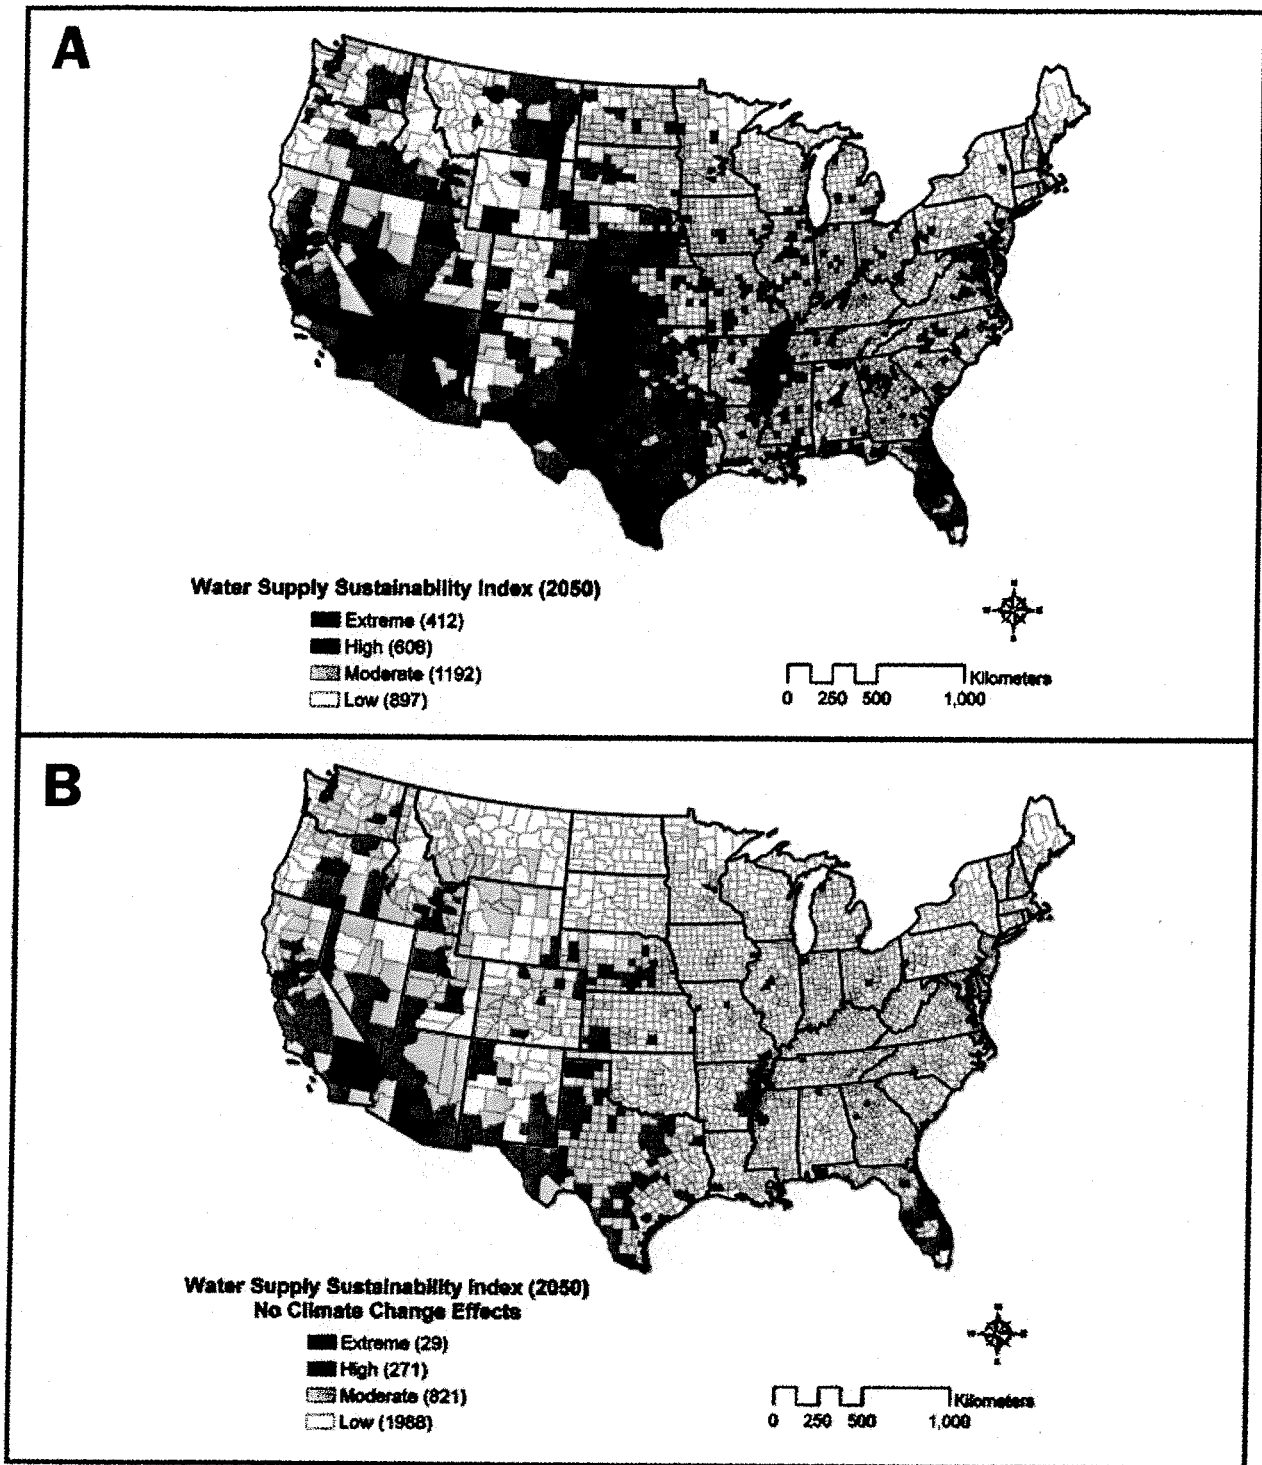 A
Water Supply Sustainability Index (2050)
Extreme (412)
High (608)
Moderate (1192)
Low (897)
N
W E
S
Kilometers
0 250 500 1,000
B
Water Supply Sustainability Index (2050)
No Climate Change Effects
Extreme (29)
High (271)
Moderate (821)
Low (1988)
N
W E
S
Kilometers
0 250 500 1,000